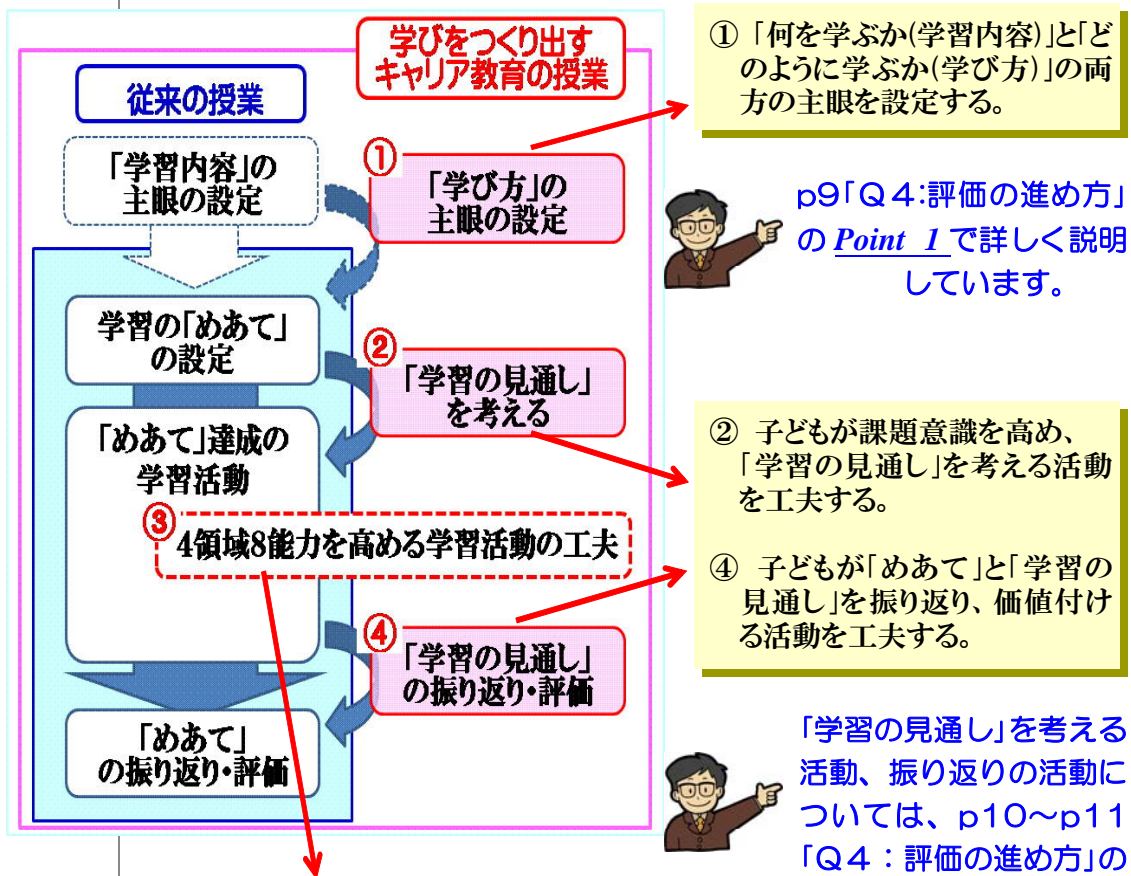 学びをつくり出す
キャリア教育の授業
従来の授業
「学習内容」の
主眼の設定
①
「学び方」の
主眼の設定
学習の「めあて」
の設定
②
「学習の見通し」
を考える
「めあて」達成の
学習活動
③
4領域8能力を高める学習活動の工夫
④
「学習の見通し」
の振り返り・評価
「めあて」
の振り返り・評価
① 「何を学ぶか(学習内容)」と「ど
のように学ぶか(学び方)」の両
方の主眼を設定する。
p9「Q4:評価の進め方」
の Point 1 で詳しく説明
しています。
② 子どもが課題意識を高め、
「学習の見通し」を考える活動
を工夫する。
④ 子どもが「めあて」と「学習の
見通し」を振り返り、価値付け
る活動を工夫する。
「学習の見通し」を考える
活動、振り返りの活動に
ついては、p10～p11
「Q4：評価の進め方」の